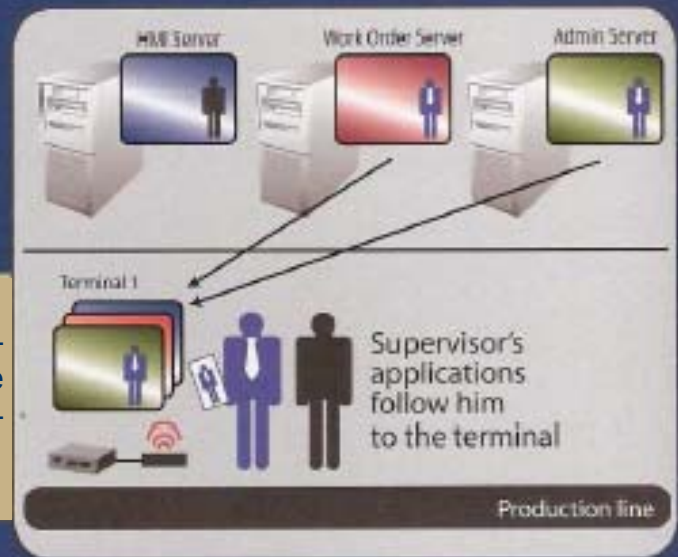 HMI Server
Work Order Server
Admin Server
Terminal 1
Supervisor's
applications
follow him
to the terminal
Production line